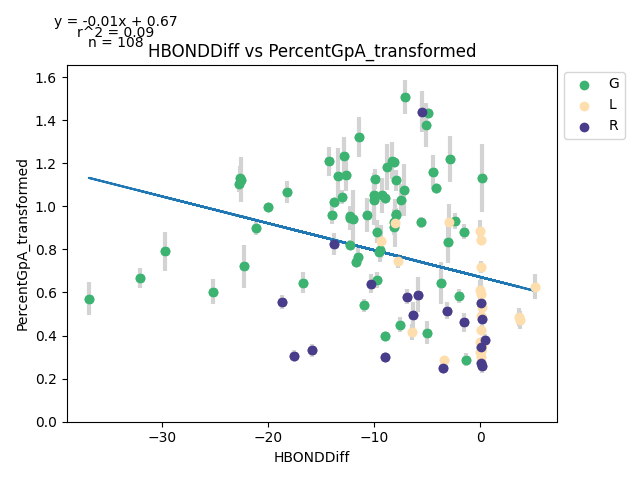 y = -0.01x + 0.67
r^2 = 0.09
n = 108
HBONDDiff vs PercentGpA_transformed
G
L
R
1.6
1.4
1.2
1.0
0.8
0.6
0.4
0.2
0.0
PercentGpA_transformed
−30 −20 −10 0
HBONDDiff